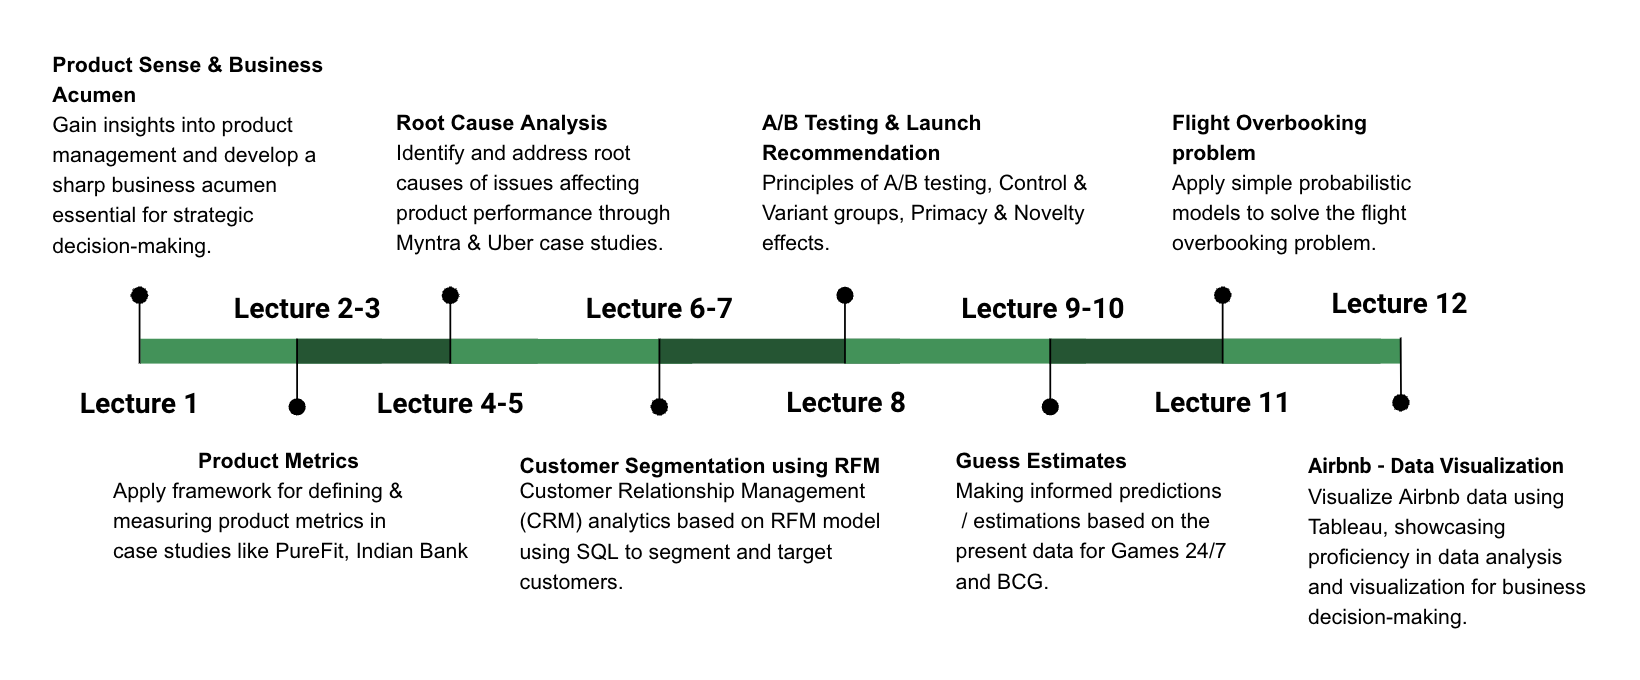 Product Sense & Business
Acumen
Gain insights into product
management and develop a
sharp business acumen
essential for strategic
decision-making.
Root Cause Analysis
Identify and address root
causes of issues affecting
product performance through
Myntra & Uber case studies.
A/B Testing & Launch
Recommendation
Principles of A/B testing, Control &
Variant groups, Primacy & Novelty
effects.
Flight Overbooking
problem
Apply simple probabilistic
models to solve the flight
overbooking problem.
Lecture 2-3
Lecture 6-7
Lecture 9-10
Lecture 12
Lecture 1
Lecture 4-5
Lecture 8
Lecture 11
Product Metrics
Apply framework for defining &
measuring product metrics in
case studies like PureFit, Indian Bank
Customer Segmentation using RFM
Customer Relationship Management
(CRM) analytics based on RFM model
using SQL to segment and target
customers.
Guess Estimates
Making informed predictions
/ estimations based on the
present data for Games 24/7
and BCG.
Airbnb - Data Visualization
Visualize Airbnb data using
Tableau, showcasing
proficiency in data analysis
and visualization for business
decision-making.